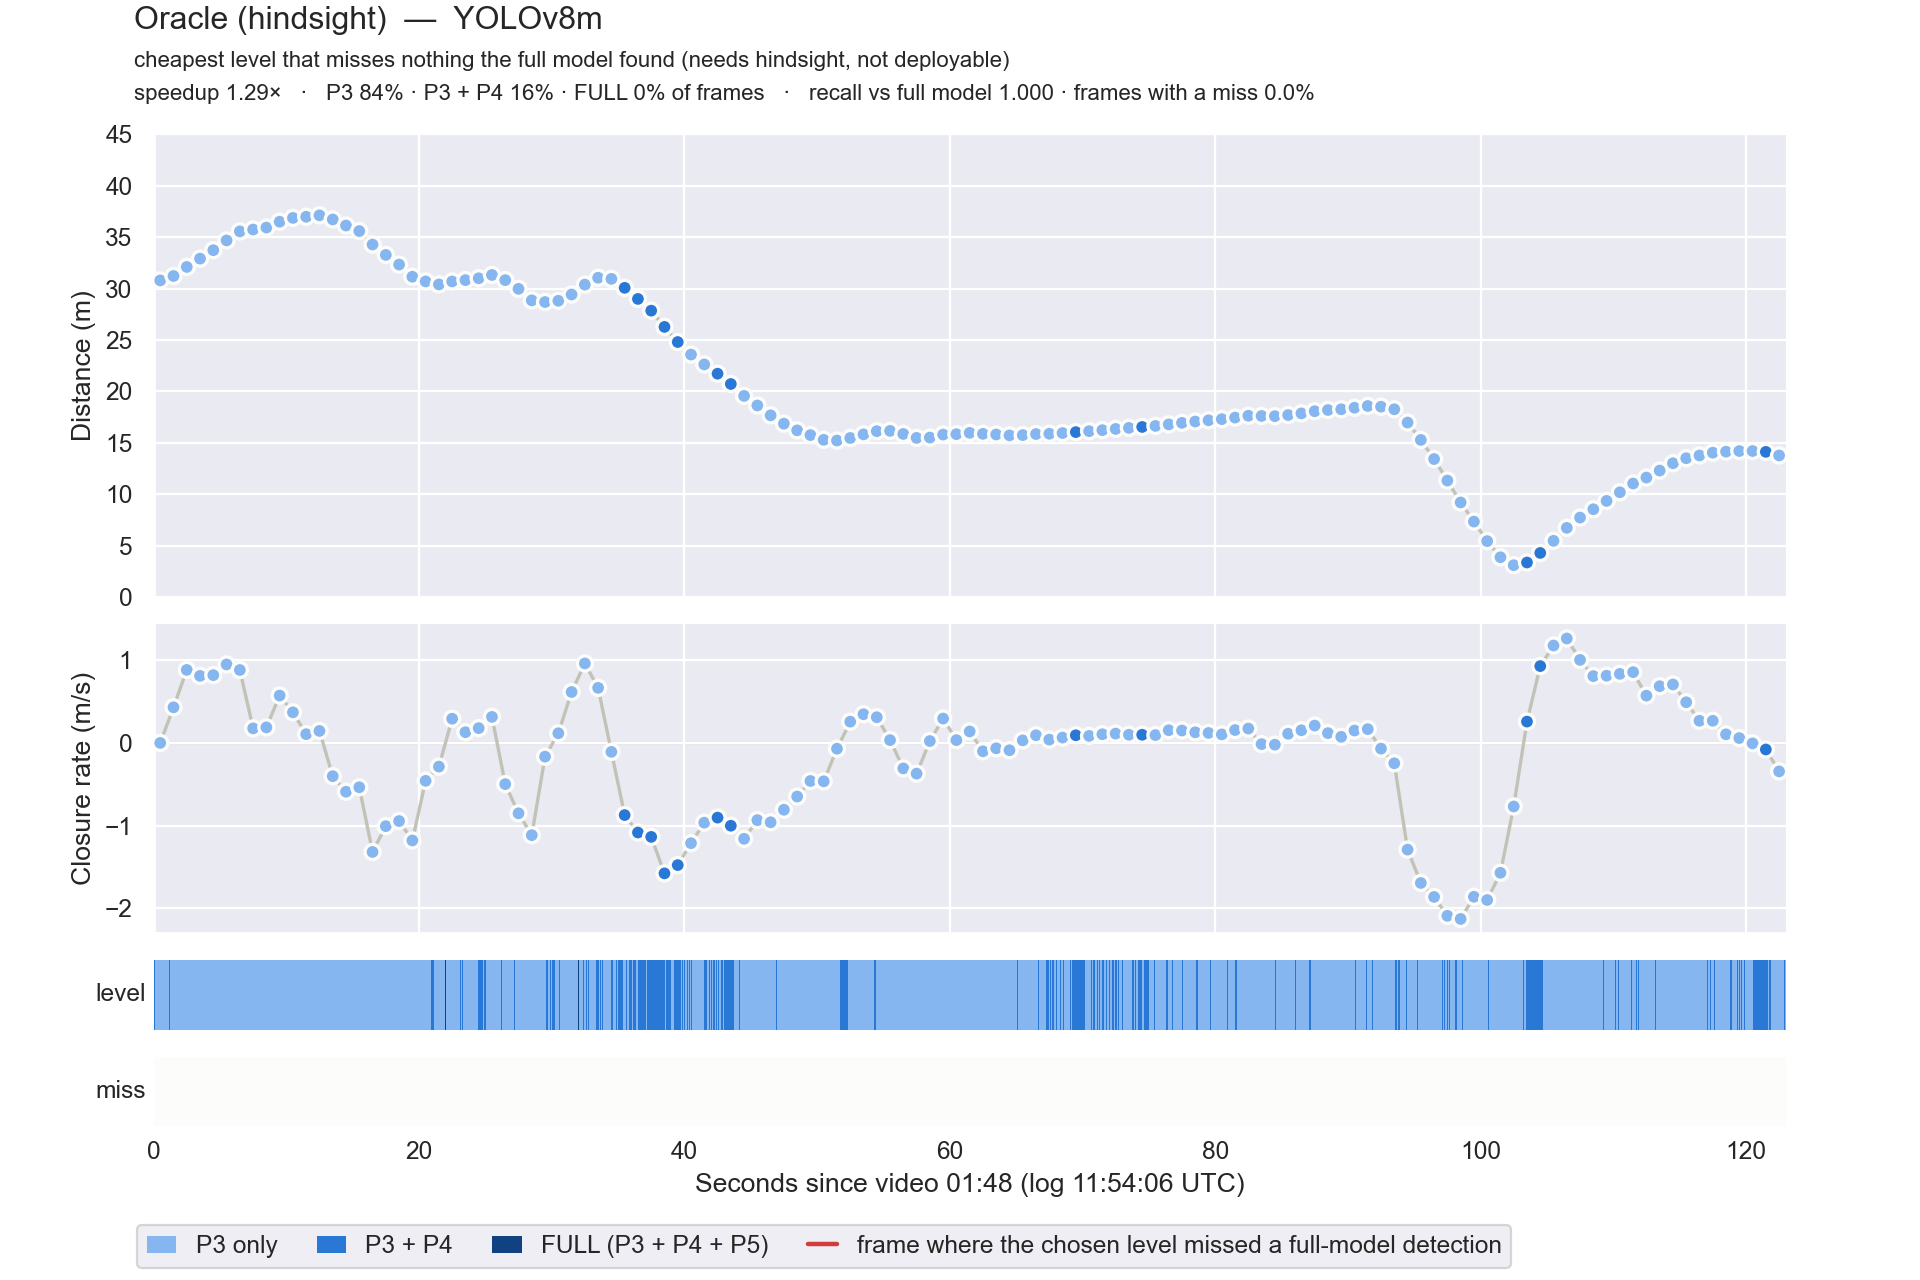 Oracle (hindsight) — YOLOv8m
cheapest level that misses nothing the full model found (needs hindsight, not deployable)
speedup 1.29× · P3 84% · P3 + P4 16% · FULL 0% of frames · recall vs full model 1.000 · frames with a miss 0.0%
45
40
35
30
25
20
15
10
5
0
Distance (m)
1
0
−1
−2
Closure rate (m/s)
level
miss
0 20 40 60 80 100 120
Seconds since video 01:48 (log 11:54:06 UTC)
P3 only P3 + P4 FULL (P3 + P4 + P5) frame where the chosen level missed a full-model detection